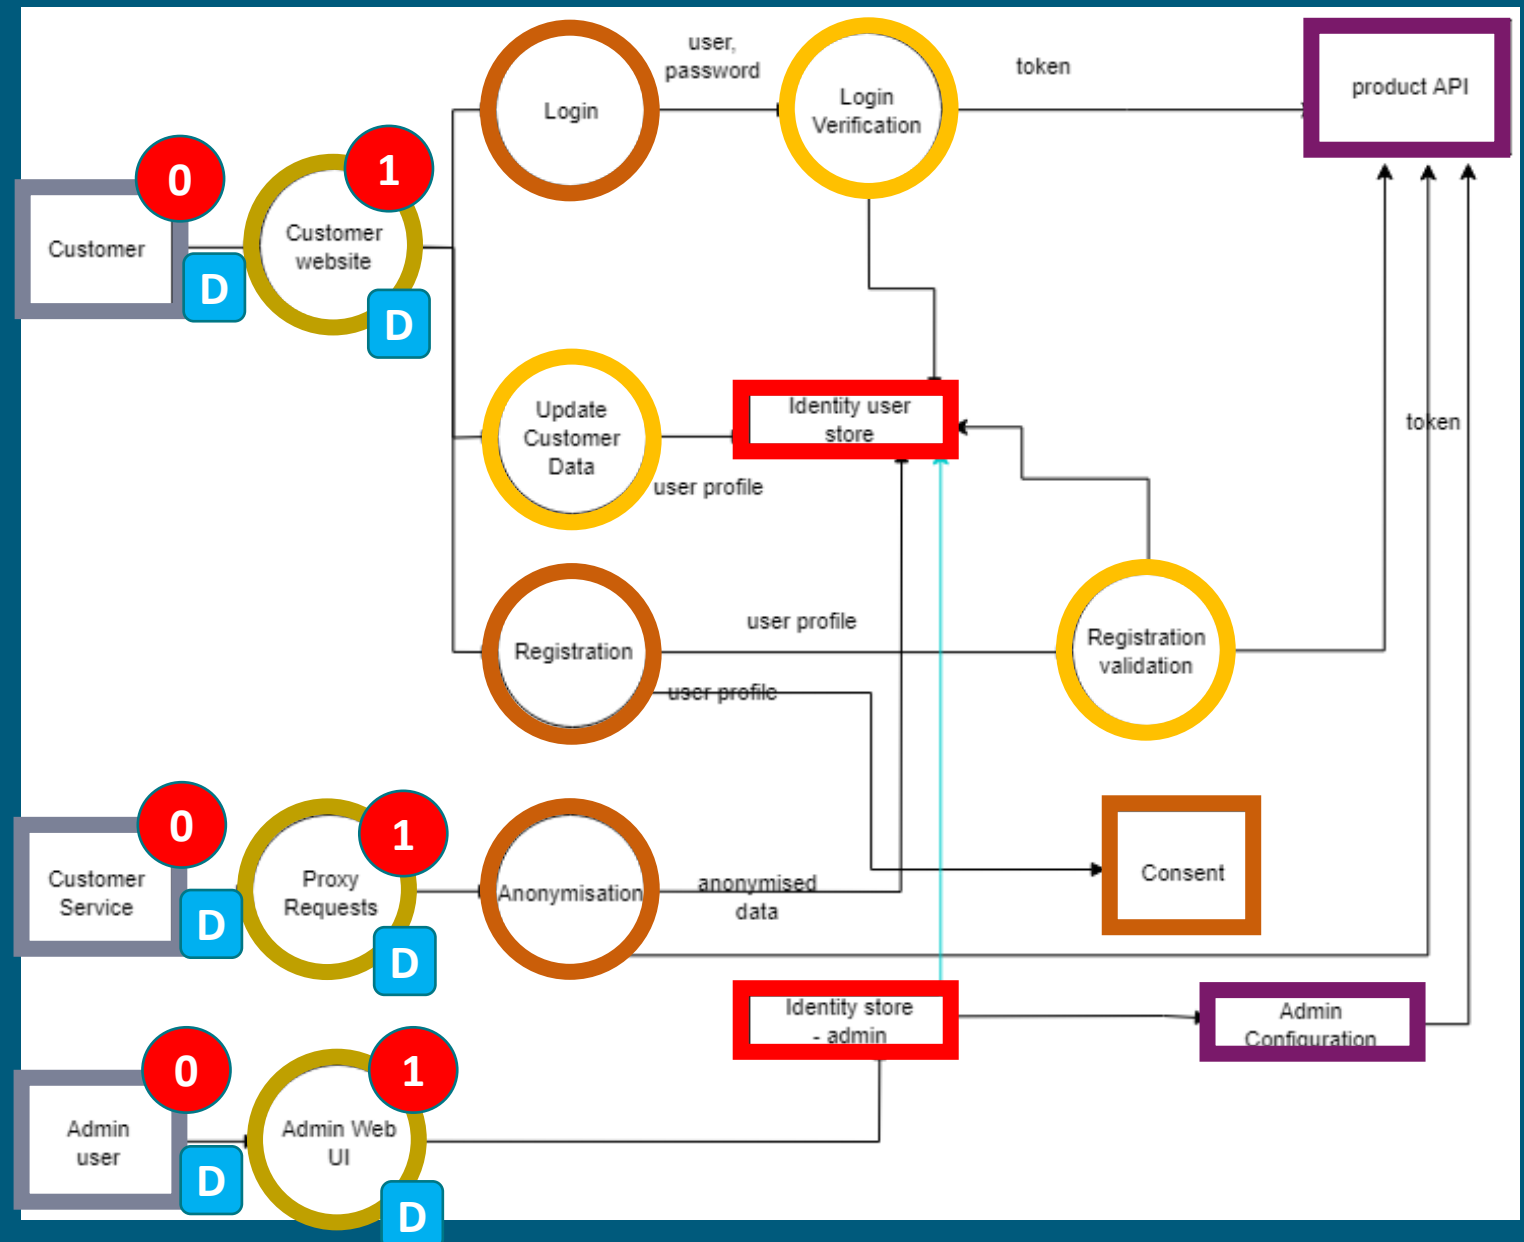 user,
password
token
Login
Login
Verification
product API
0
1
Customer
D
Customer
website
D
Update
Customer
Data
Identity user
store
token
user profile
user profile
Registration
Registration
validation
user profile
0
1
Customer
Service
D
Proxy
Requests
D
Anonymisation
anonymised
data
Consent
Identity store
- admin
Admin
Configuration
0
1
Admin
user
D
Admin Web
UI
D